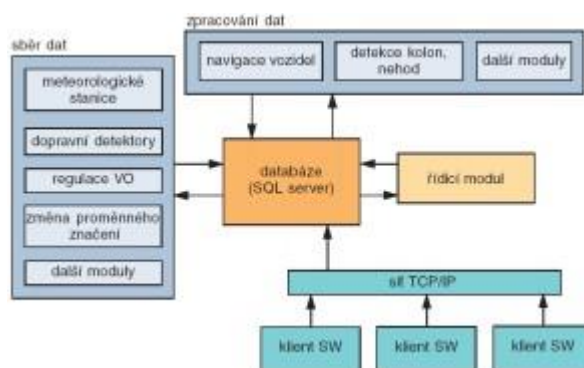 zpracování dat
navigace vozidel
detekce kolon,
nehod
další moduly
sběr dat
meteorologické
stanice
dopravní detektory
regulace VO
změna proměnného
značení
další moduly
databáze
(SQL server)
řídicí modul
síť TCP/IP
klient SW
klient SW
klient SW